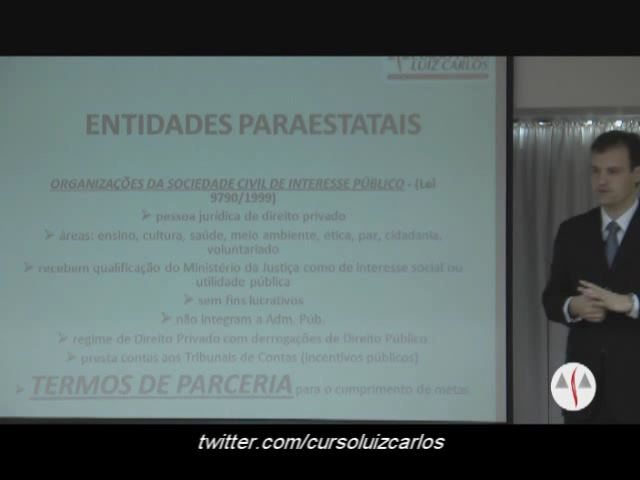 LUIZ CARLOS
ENTIDADES PARAESTATAIS
ORGANIZAÇÕES DA SOCIEDADE CIVIL DE INTERESSE PÚBLICO - (Lei
9790/1999)
➢ pessoa jurídica de direito privado
➢ áreas: ensino, cultura, saúde, meio ambiente, ética, paz, cidadania,
voluntariado
➢ recebem qualificação do Ministério da Justiça como de interesse social ou
utilidade pública
➢ sem fins lucrativos
➢ não integram a Adm. Púb.
➢ regime de Direito Privado com derrogações de Direito Público
➢ presta contas aos Tribunais de Contas (incentivos públicos)
➢ TERMOS DE PARCERIA para o cumprimento de metas
twitter.com/cursoluizcarlos